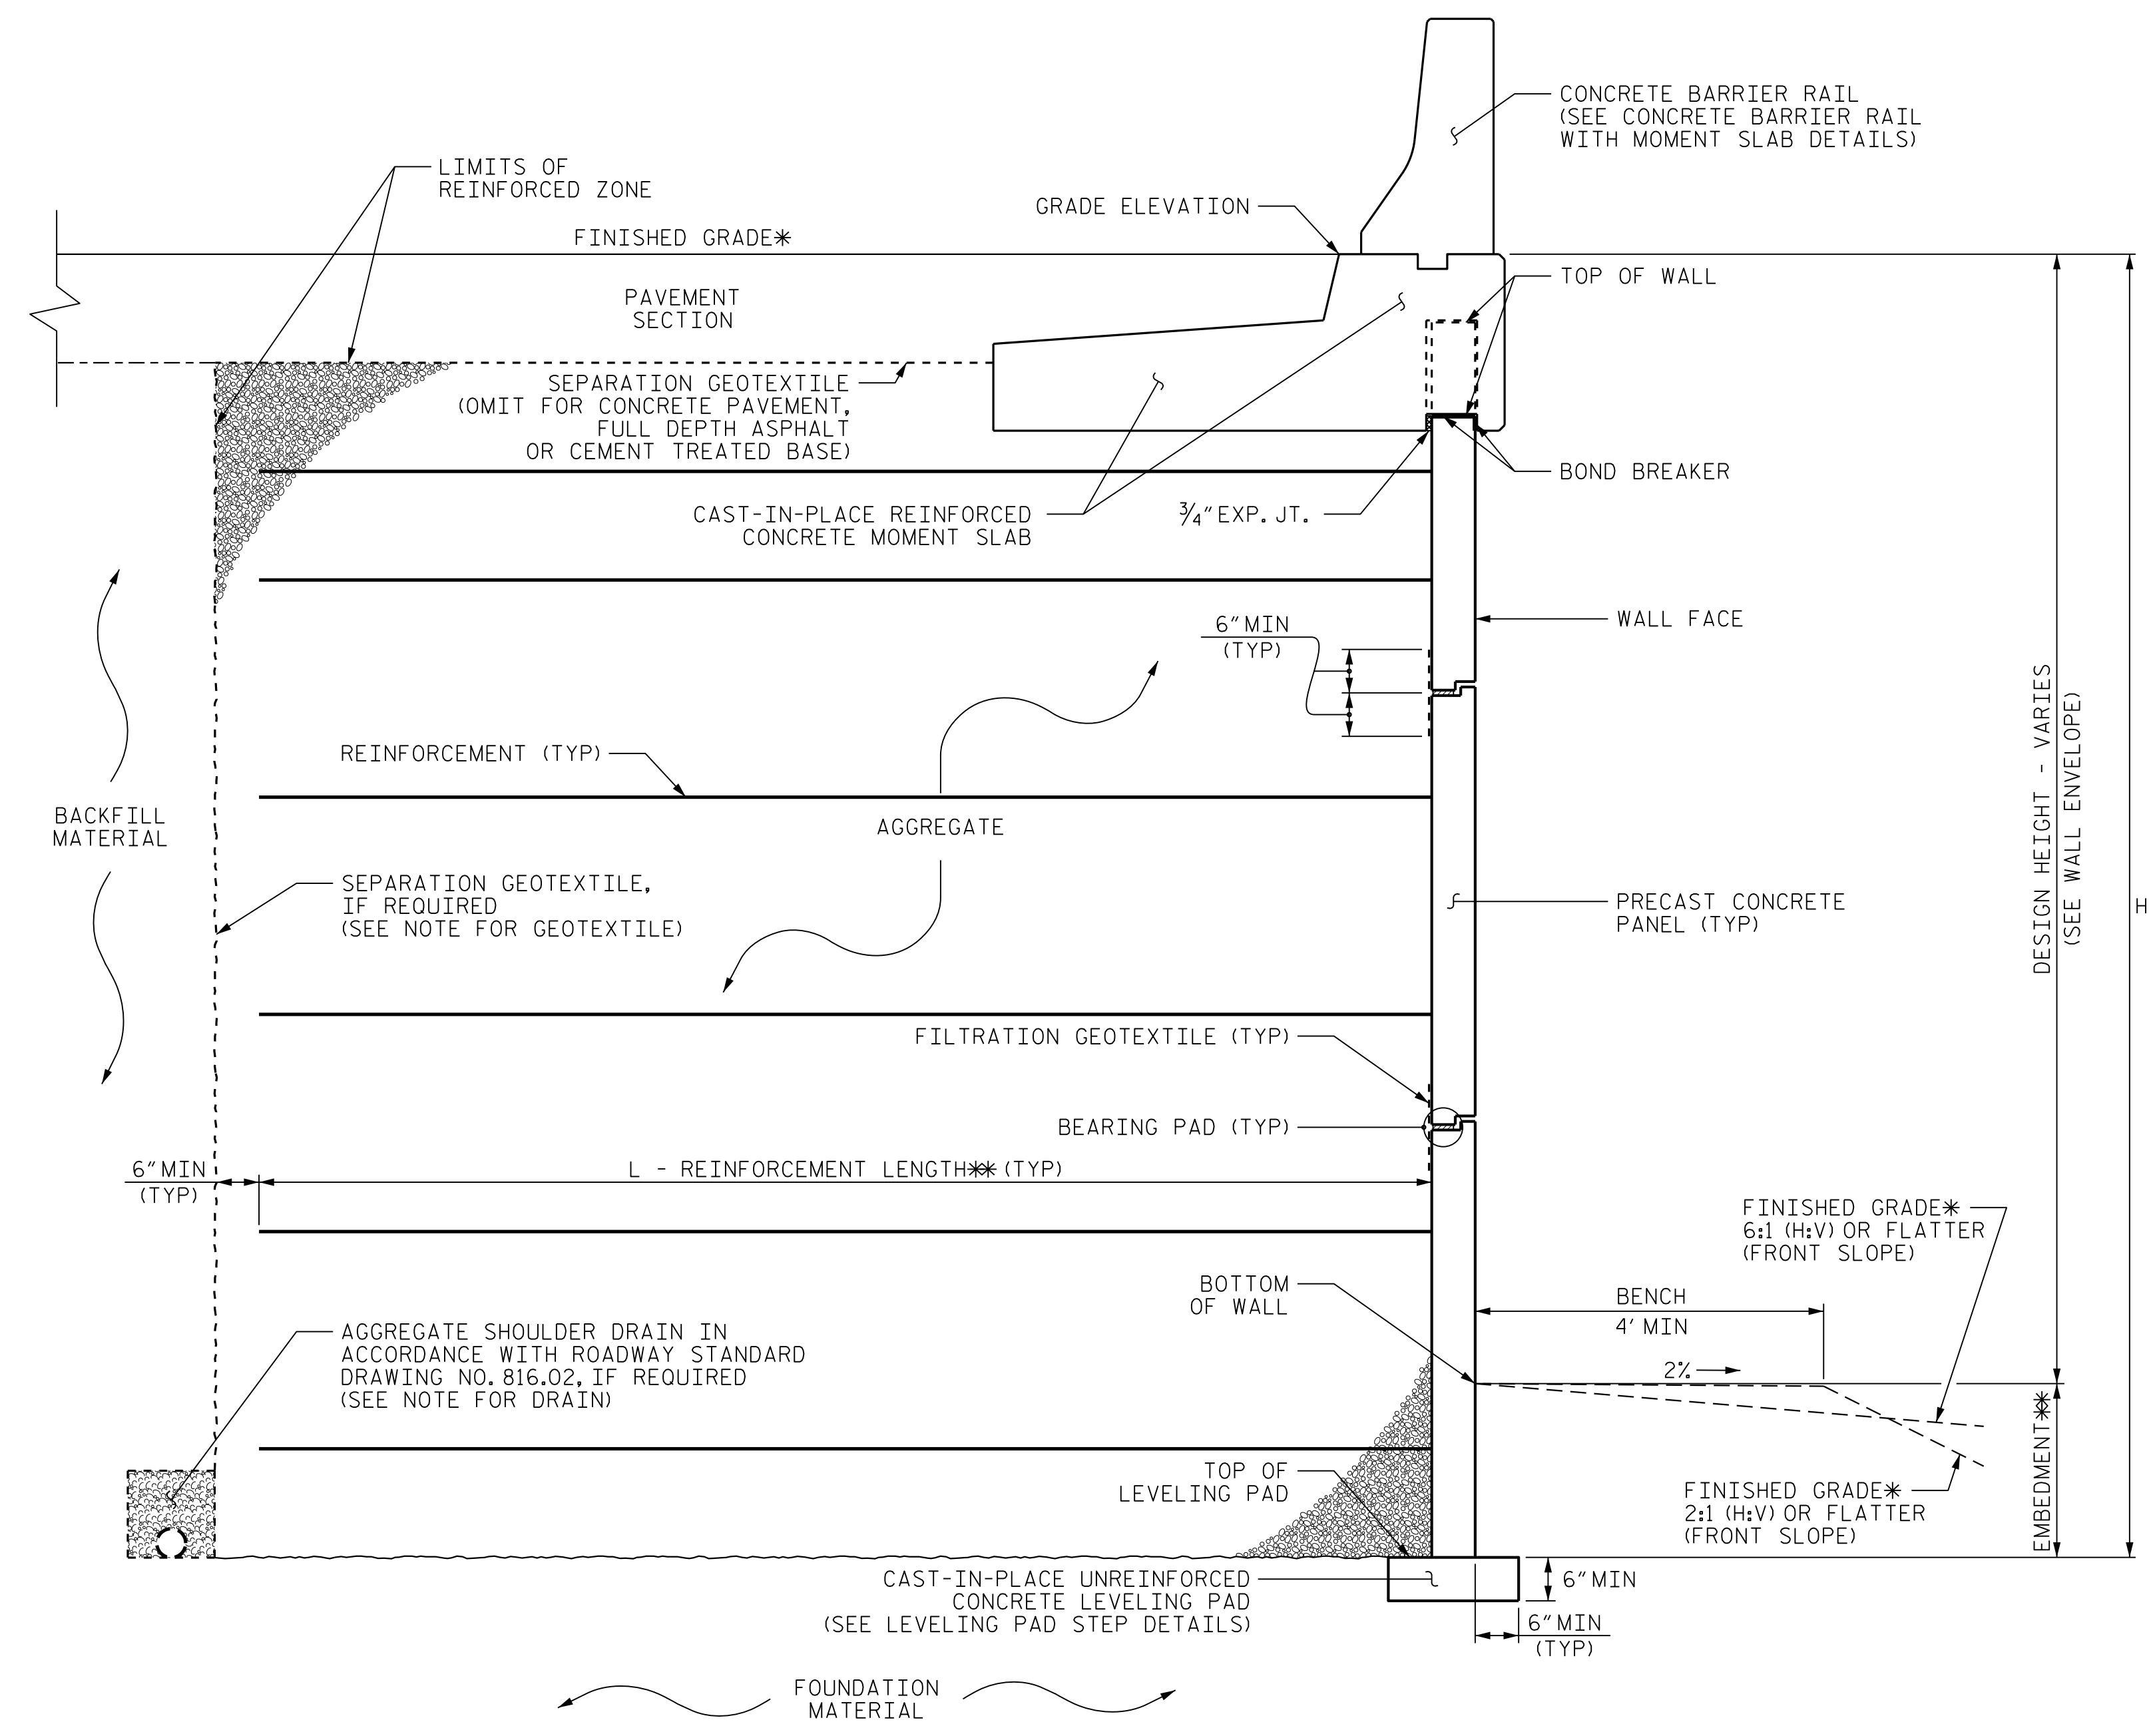 CONCRETE BARRIER RAIL
(SEE CONCRETE BARRIER RAIL
WITH MOMENT SLAB DETAILS)
LIMITS OF
REINFORCED ZONE
GRADE ELEVATION
FINISHED GRADE*
TOP OF WALL
PAVEMENT
SECTION
SEPARATION GEOTEXTILE
(OMIT FOR CONCRETE PAVEMENT,
FULL DEPTH ASPHALT
OR CEMENT TREATED BASE)
BOND BREAKER
CAST-IN-PLACE REINFORCED
CONCRETE MOMENT SLAB
3/4" EXP. JT.
6" MIN
(TYP)
WALL FACE
REINFORCEMENT (TYP)
BACKFILL
MATERIAL
AGGREGATE
DESIGN HEIGHT - VARIES
(SEE WALL ENVELOPE)
H
SEPARATION GEOTEXTILE,
IF REQUIRED
(SEE NOTE FOR GEOTEXTILE)
PRECAST CONCRETE
PANEL (TYP)
FILTRATION GEOTEXTILE (TYP)
BEARING PAD (TYP)
6" MIN
(TYP)
L - REINFORCEMENT LENGTH** (TYP)
FINISHED GRADE*
6:1 (H:V) OR FLATTER
(FRONT SLOPE)
BOTTOM
OF WALL
BENCH
4' MIN
2%
AGGREGATE SHOULDER DRAIN IN
ACCORDANCE WITH ROADWAY STANDARD
DRAWING NO. 816.02, IF REQUIRED
(SEE NOTE FOR DRAIN)
EMBEDMENT**
TOP OF
LEVELING PAD
FINISHED GRADE*
2:1 (H:V) OR FLATTER
(FRONT SLOPE)
CAST-IN-PLACE UNREINFORCED
CONCRETE LEVELING PAD
(SEE LEVELING PAD STEP DETAILS)
6" MIN
6" MIN
(TYP)
FOUNDATION
MATERIAL